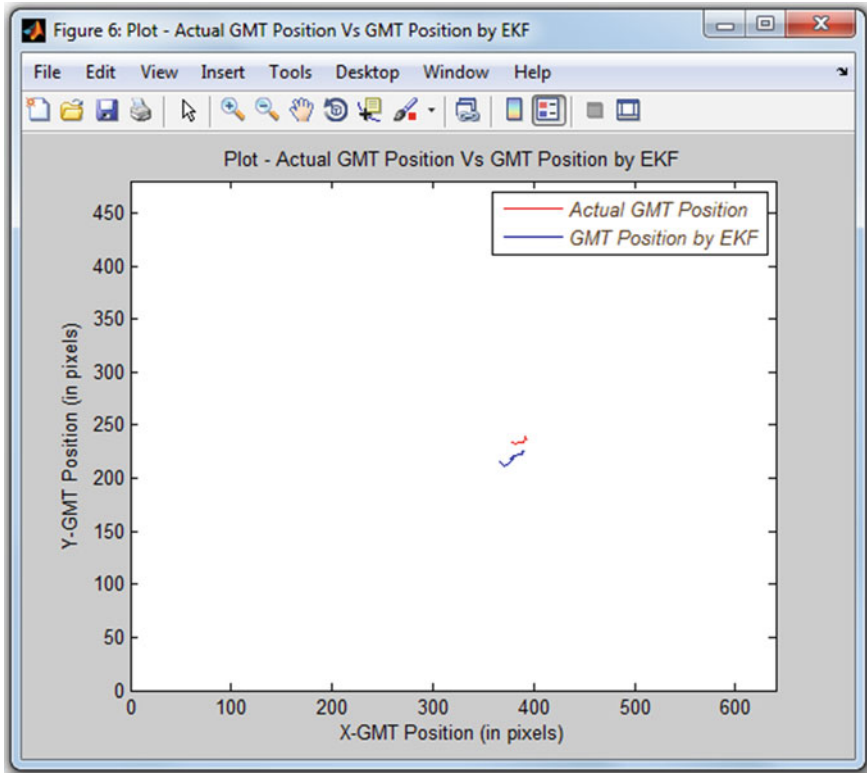 Figure 6: Plot - Actual GMT Position Vs GMT Position by EKF
File Edit View Insert Tools Desktop Window Help
Plot - Actual GMT Position Vs GMT Position by EKF
Actual GMT Position
GMT Position by EKF
Y-GMT Position (in pixels)
450
400
350
300
250
200
150
100
50
0
0 100 200 300 400 500 600
X-GMT Position (in pixels)